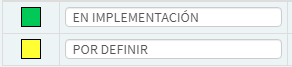 EN IMPLEMENTACIÓN
POR DEFINIR